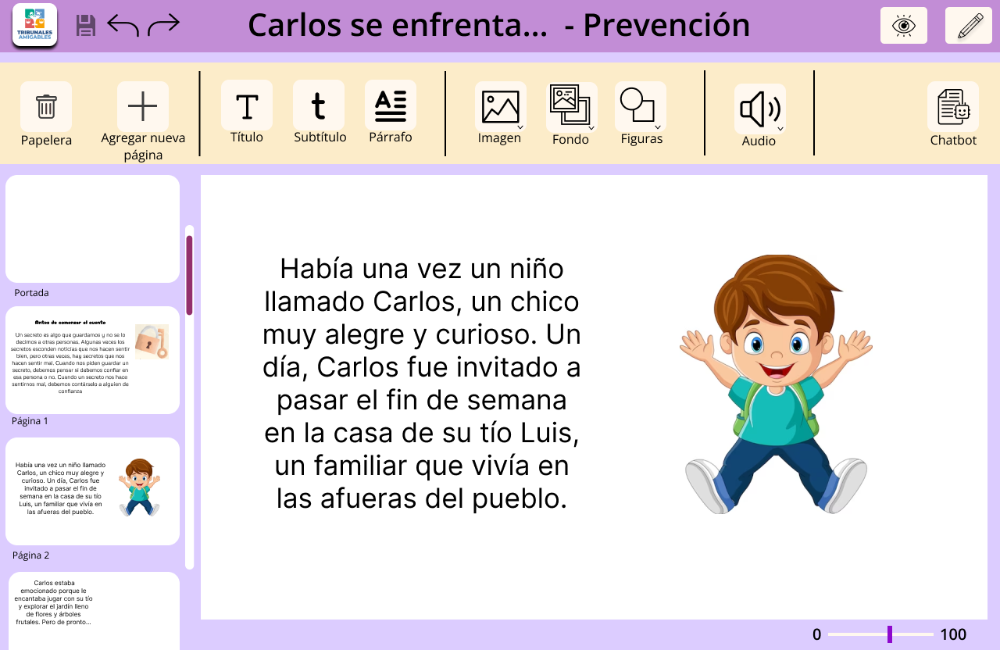 TRIBUNALES
AMIGABLES
Carlos se enfrenta... - Prevención
Papelera
Agregar nueva
página
Título
Subtítulo
Párrafo
Imagen
Fondo
Figuras
Audio
Chatbot
Portada
Antes de comenzar el cuento
Un secreto es algo que guardamos y no se lo
decimos a otras personas. Algunas veces los
secretos esconden noticias que nos hacen sentir
bien, pero otras veces, hay secretos que nos
hacen sentir mal. Cuando nos piden guardar un
secreto, debemos pensar si debemos confiar en
esa persona o no. Cuando un secreto nos hace
sentirnos mal, debemos contárselo a alguien de
confianza
Página 1
Había una vez un niño llamado
Carlos, un chico muy alegre y
curioso. Un día, Carlos fue
invitado a pasar el fin de
semana en la casa de su tío
Luis, un familiar que vivía en
las afueras del pueblo.
Página 2
Carlos estaba
emocionado porque le
encantaba jugar con su tío
y explorar el jardín lleno
de flores y árboles
frutales. Pero de pronto...
Había una vez un niño
llamado Carlos, un chico
muy alegre y curioso. Un
día, Carlos fue invitado a
pasar el fin de semana
en la casa de su tío Luis,
un familiar que vivía en
las afueras del pueblo.
0
100